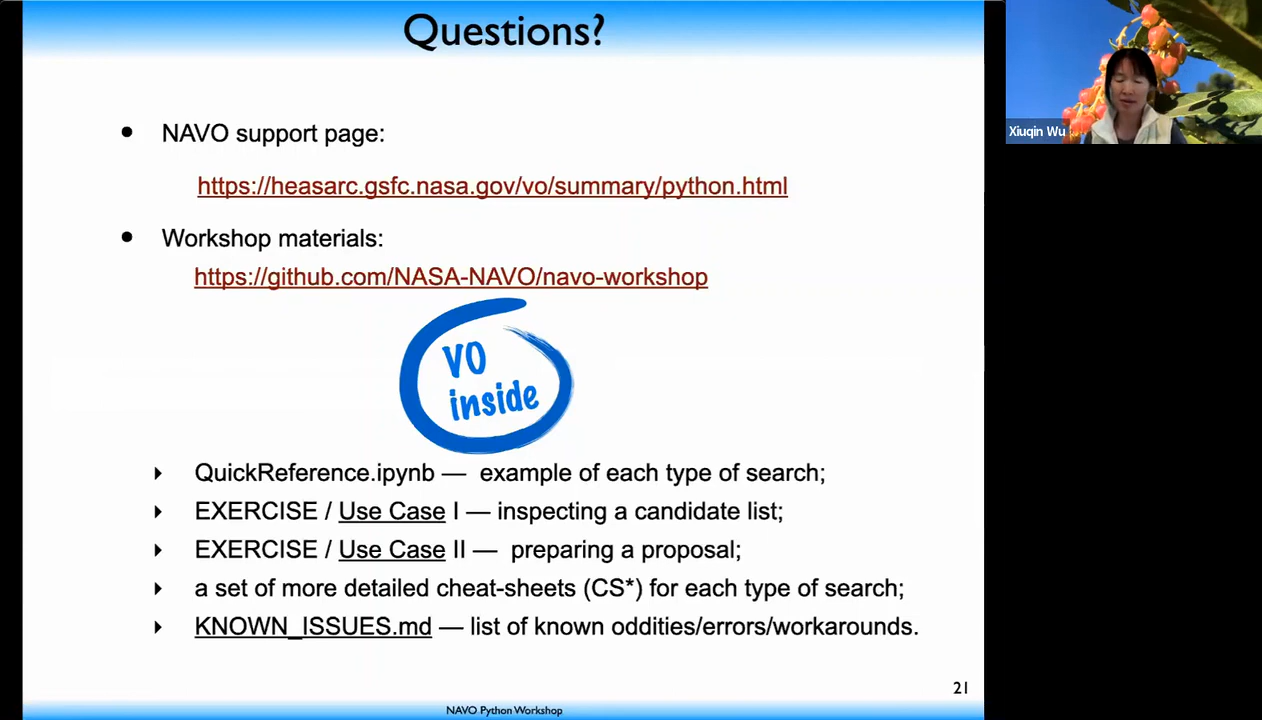 Questions?
Xiuqin Wu
• NAVO support page:
https://heasarc.gsfc.nasa.gov/vo/summary/python.html
• Workshop materials:
https://github.com/NASA-NAVO/navo-workshop
VO
inside
QuickReference.ipynb — example of each type of search;
EXERCISE / Use Case I — inspecting a candidate list;
EXERCISE / Use Case II — preparing a proposal;
a set of more detailed cheat-sheets (CS*) for each type of search;
KNOWN_ISSUES.md — list of known oddities/errors/workarounds.
21
NAVO Python Workshop